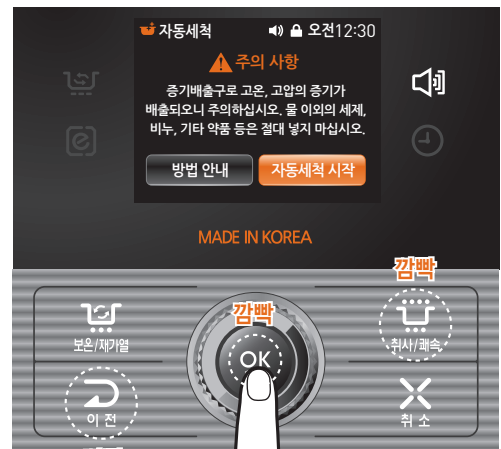 자동세척 오전12:30
주의 사항
증기배출구로 고온, 고압의 증기가
배출되오니 주의하십시오. 물 이외의 세제,
비누, 기타 약품 등은 절대 넣지 마십시오.
방법 안내 자동세척 시작
MADE IN KOREA
깜빡
깜빡
보온/재가열
OK
취사/쾌속
이 전
취 소